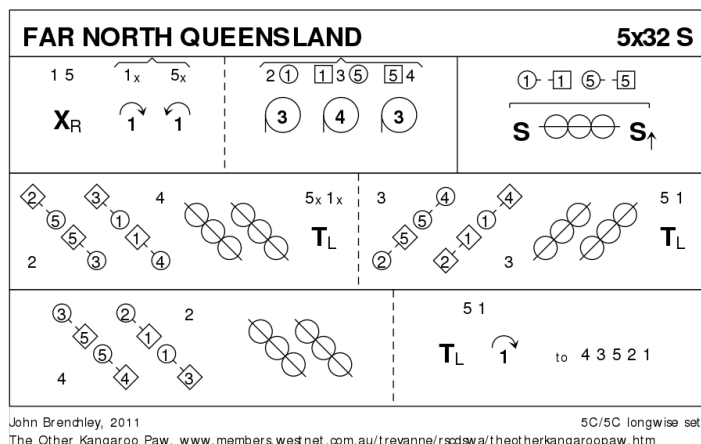 FAR NORTH QUEENSLAND 5x32 S
1 5 1x 5x 2 1 1 3 5 5 4 1 1 5 5
XR 1 1 3 4 3 S S↑
2 3 4 5x 1x 3 4 4 5 1
5 1 5 1
5 1 TL 5 1 TL
2 3 4 2 2 3
3 2 2 5 1
5 1 TL 1 to 4 3 5 2 1
5 1
4 4 3
John Brenchley, 2011 5C/5C longwise set
The Other Kangaroo Paw, www.members.westnet.com.au/trevanne/rscdswa/theotherkangaroopaw.htm